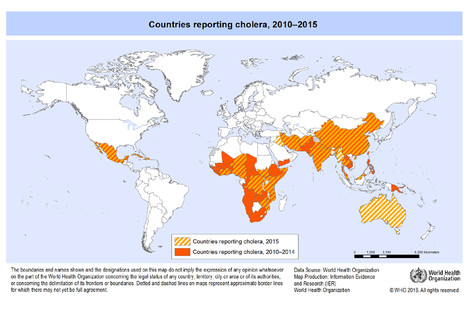 Countries reporting cholera, 2010–2015
Countries reporting cholera, 2015
Countries reporting cholera, 2010–2014
The boundaries and names shown and the designations used on this map do not imply the expression of any opinion whatsoever
on the part of the World Health Organization concerning the legal status of any country, territory, city or area or of its authorities,
or concerning the delimitation of its frontiers or boundaries. Dotted and dashed lines on maps represent approximate border lines
for which there may not yet be full agreement.
Data Source: World Health Organization
Map Production: Information Evidence
and Research (IER)
World Health Organization
World Health
Organization
© WHO 2016. All rights reserved.